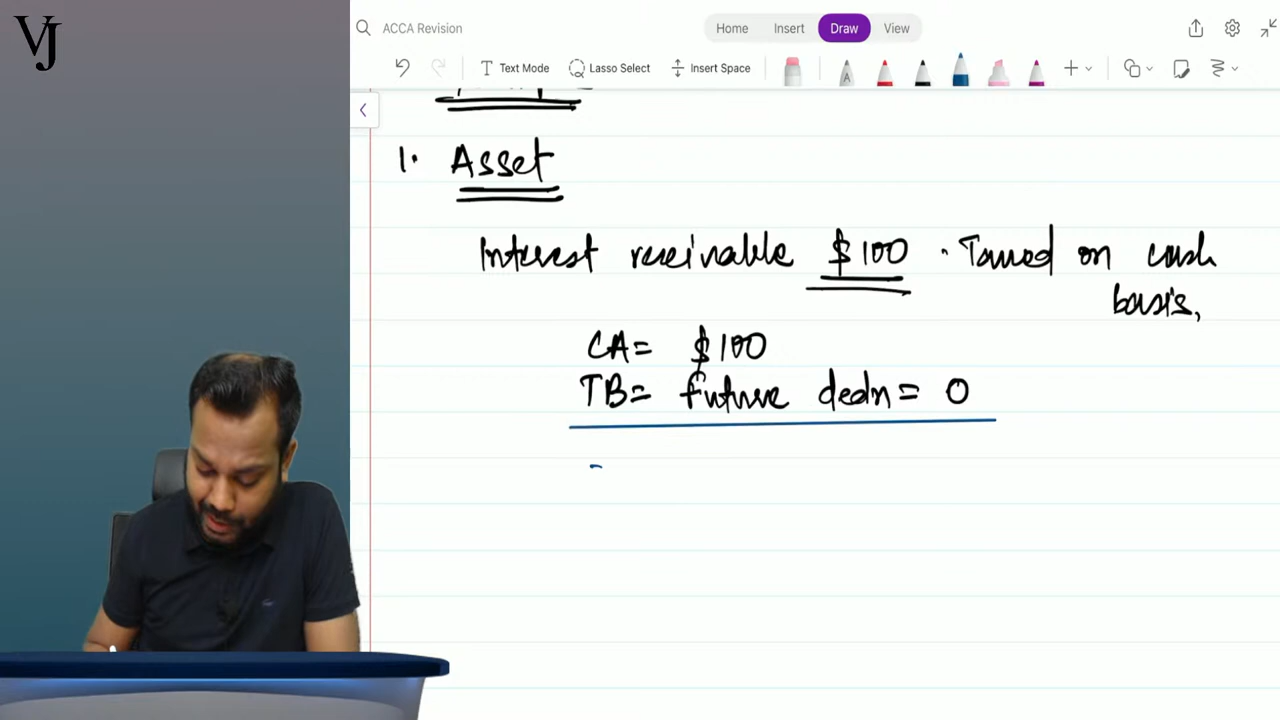 VJ
ACCA Revision
Home Insert Draw View
Text Mode Lasso Select Insert Space
1. Asset
Interest receivable $100 . Taxed on cash
basis,
CA= $100
TB= future dedn= 0